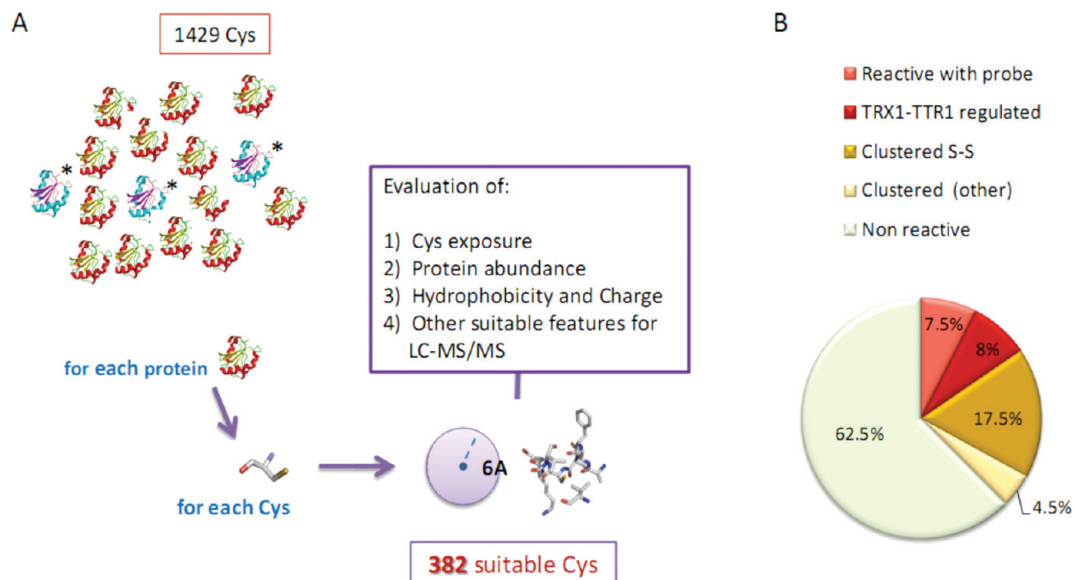 A
1429 Cys
*
*
*
for each protein
for each Cys
6A
Evaluation of:
1) Cys exposure
2) Protein abundance
3) Hydrophobicity and Charge
4) Other suitable features for
LC-MS/MS
382 suitable Cys
B
Reactive with probe
TRX1-TTR1 regulated
Clustered S-S
Clustered (other)
Non reactive
7.5%
8%
17.5%
62.5%
4.5%